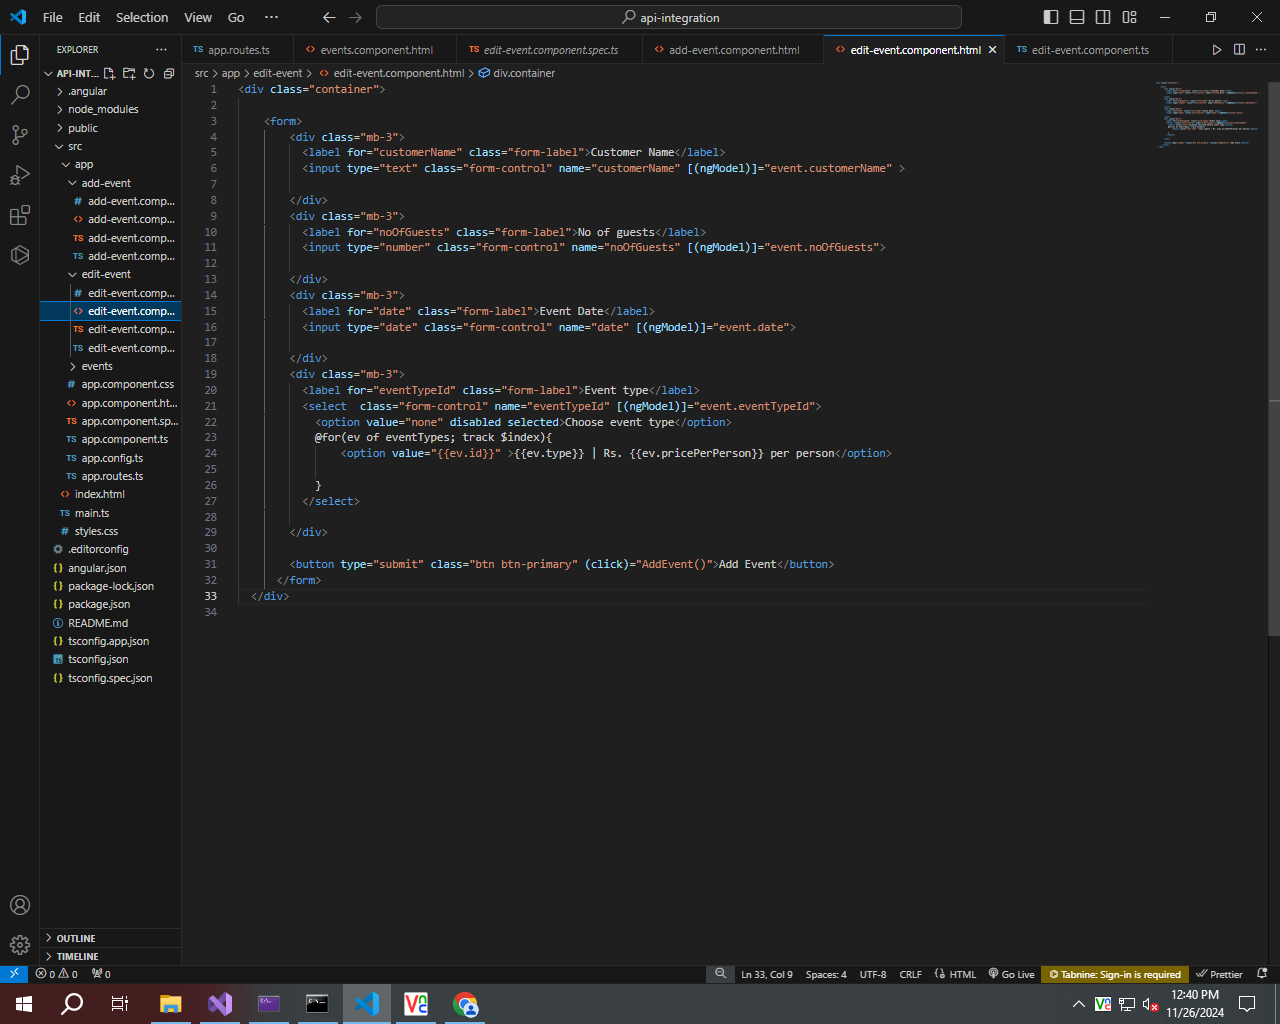 File Edit Selection View Go ··· api-integration
EXPLORER ···
API-INT...
.angular
node_modules
public
src
app
add-event
# add-event.comp...
<> add-event.comp...
TS add-event.comp...
TS add-event.comp...
edit-event
# edit-event.comp...
<> edit-event.comp...
TS edit-event.comp...
TS edit-event.comp...
events
# app.component.css
<> app.component.ht...
TS app.component.sp...
TS app.component.ts
TS app.config.ts
TS app.routes.ts
<> index.html
TS main.ts
# styles.css
.editorconfig
{} angular.json
{} package-lock.json
{} package.json
README.md
{} tsconfig.app.json
tsconfig.json
{} tsconfig.spec.json
OUTLINE
TIMELINE
TS app.routes.ts <> events.component.html TS edit-event.component.spec.ts <> add-event.component.html <> edit-event.component.html TS edit-event.component.ts ···
src > app > edit-event > <> edit-event.component.html > div.container
1 <div class="container">
2
3 <form>
4 <div class="mb-3">
5 <label for="customerName" class="form-label">Customer Name</label>
6 <input type="text" class="form-control" name="customerName" [(ngModel)]="event.customerName" >
7
8 </div>
9 <div class="mb-3">
10 <label for="noOfGuests" class="form-label">No of guests</label>
11 <input type="number" class="form-control" name="noOfGuests" [(ngModel)]="event.noOfGuests">
12
13 </div>
14 <div class="mb-3">
15 <label for="date" class="form-label">Event Date</label>
16 <input type="date" class="form-control" name="date" [(ngModel)]="event.date">
17
18 </div>
19 <div class="mb-3">
20 <label for="eventTypeId" class="form-label">Event type</label>
21 <select  class="form-control" name="eventTypeId" [(ngModel)]="event.eventTypeId">
22 <option value="none" disabled selected>Choose event type</option>
23 @for(ev of eventTypes; track $index){
24 <option value="{{ev.id}}" >{{ev.type}} | Rs. {{ev.pricePerPerson}} per person</option>
25
26 }
27 </select>
28
29 </div>
30
31 <button type="submit" class="btn btn-primary" (click)="AddEvent()">Add Event</button>
32 </form>
33 </div>
34
0 0 0 Ln 33, Col 9 Spaces: 4 UTF-8 CRLF {} HTML Go Live Tabnine: Sign-in is required Prettier
12:40 PM
11/26/2024